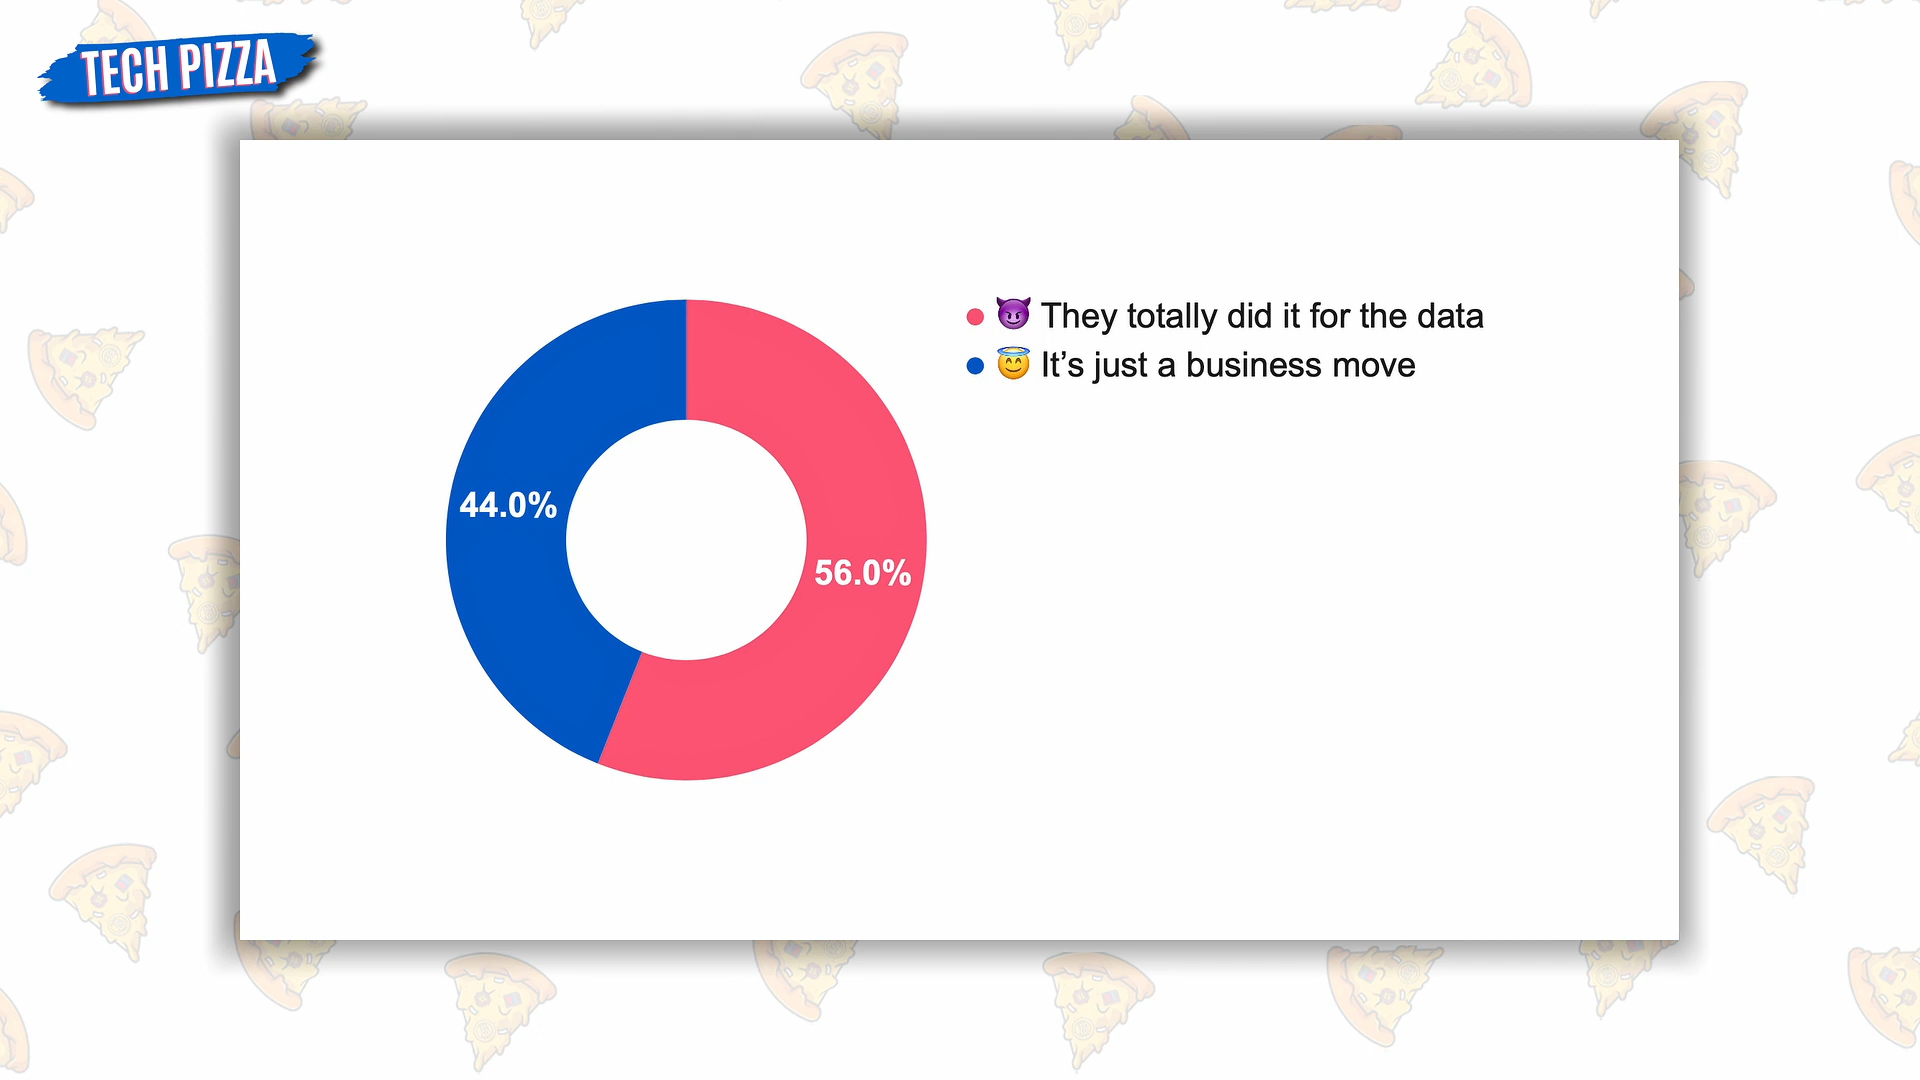 TECH PIZZA
😈 They totally did it for the data
😇 It’s just a business move
44.0%
56.0%